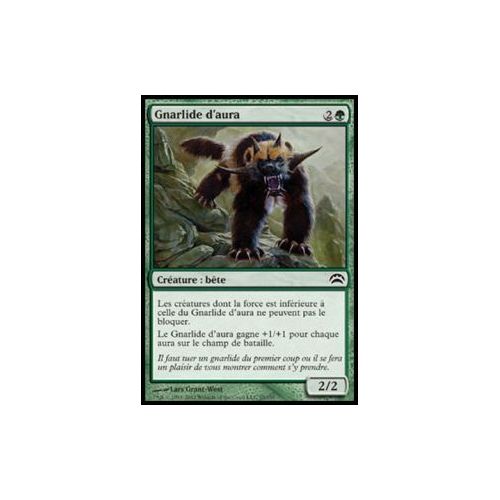 Gnarlide d'aura 2
Créature : bête
Les créatures dont la force est inférieure à
celle du Gnarlide d'aura ne peuvent pas le
bloquer.
Le Gnarlide d'aura gagne +1/+1 pour chaque
aura sur le champ de bataille.
Il faut tuer un gnarlide du premier coup ou il se fera
un plaisir de vous montrer comment s'y prendre.
Lars Grant-West
2/2